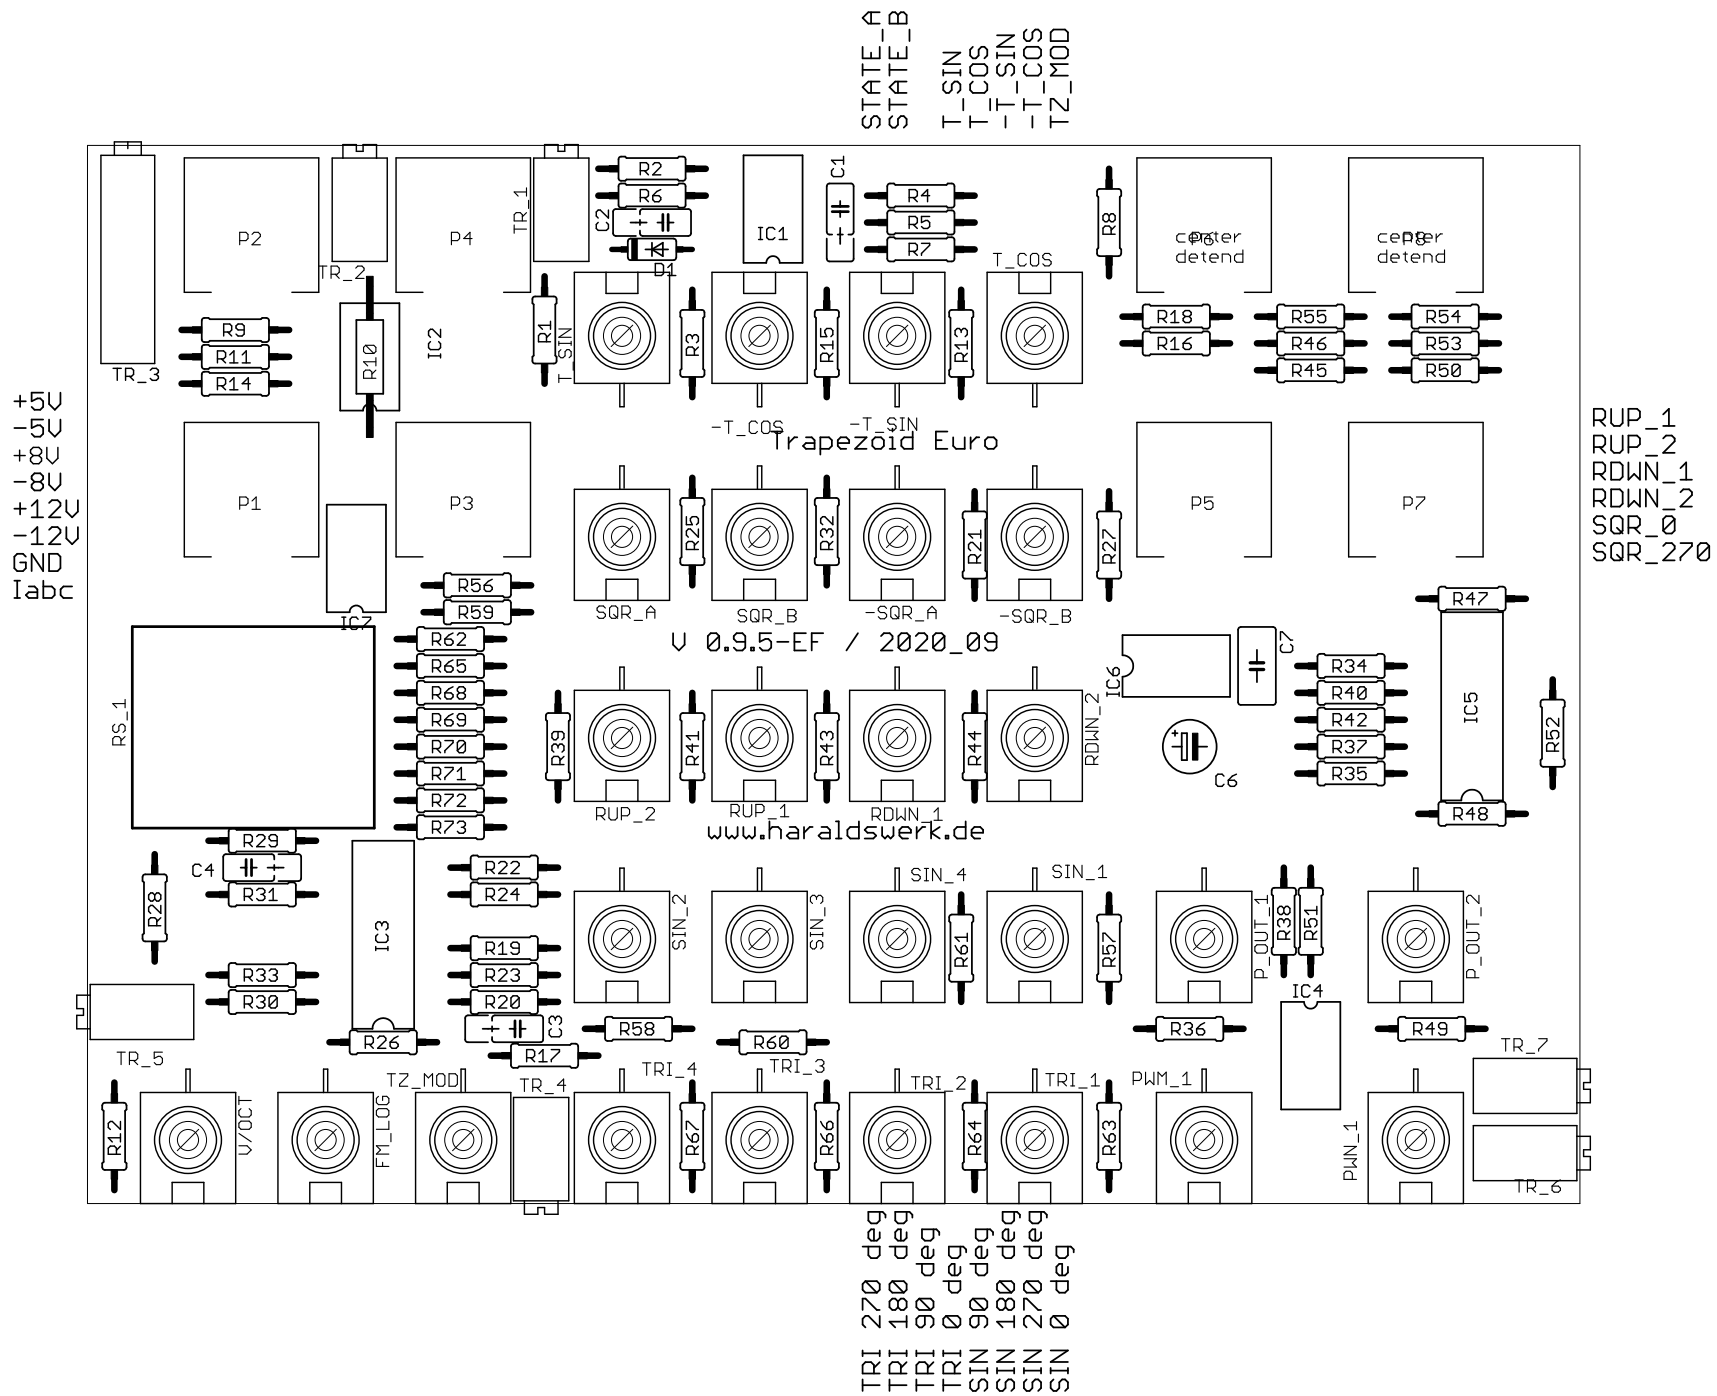 STATE_A
STATE_B
T_SIN
T_COS
-T_SIN
-T_COS
TZ_MOD
R2
C1
R6
R4
TR_1
C2
R5
R8
P2
P4
IC1
R7
center
detend
center
detend
P6
P8
D1
T_COS
TR_2
R9
R1
R3
R15
R13
R18
R55
R54
R11
R10
IC2
T_SIN
R16
R46
R53
TR_3
R14
R45
R50
+5V
-5V
+8V
-8V
+12V
-12V
GND
Iabc
-T_COS
-T_SIN
Trapezoid Euro
RUP_1
RUP_2
RDWN_1
RDWN_2
SQR_0
SQR_270
P1
P3
P5
P7
R25
R32
R21
R27
R56
R59
R47
SQR_A
SQR_B
-SQR_A
-SQR_B
IC7
V 0.9.5-EF / 2020_09
R62
R65
R68
R69
R70
R71
R72
R73
C7
IC6
R34
R40
R42
R37
R35
IC5
R52
RS_1
R39
R41
R43
R44
RDWN_2
C6
RUP_2
RUP_1
RDWN_1
R48
www.haraldswerk.de
R29
C4
R31
R28
R22
R24
SIN_4
SIN_1
IC3
SIN_2
SIN_3
R61
R57
P_OUT_1
R38
R51
P_OUT_2
R19
R33
R23
R30
R20
IC4
C3
R58
R36
R49
R26
R60
R17
TR_5
TR_7
TZ_MOD
TR_4
TRI_4
TRI_3
TRI_2
TRI_1
PWM_1
R12
V/OCT
FM_LOG
R67
R66
R64
R63
PWN_1
TR_6
TRI 270 deg
TRI 180 deg
TRI 90 deg
TRI 0 deg
SIN 90 deg
SIN 180 deg
SIN 270 deg
SIN 0 deg